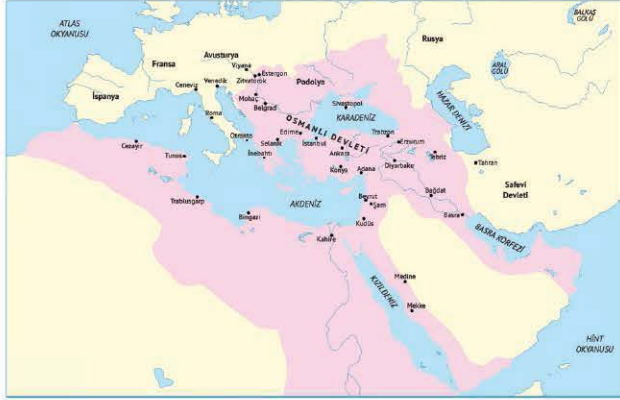 ATLAS
OKYANUSU
Fransa
Avusturya
Rusya
BALKAŞ
GÖLÜ
ARAL
GÖLÜ
HAZAR DENİZİ
İspanya
Viyana
Estergon
Zitvatorok
Podolya
Ceneviz
Venedik
Mohaç
Belgrad
Sivastopol
KARADENİZ
Roma
OSMANLI DEVLETİ
Otranto
Edirne
Selanik
İstanbul
Trabzon
Erzurum
Ankara
İnebahtı
Konya
Adana
Diyarbakır
Tebriz
Tahran
Cezayir
Tunus
Safevi
Devleti
Bağdat
Trablusgarp
AKDENİZ
Beyrut
Şam
Basra
Bingazi
Kudüs
Kahire
BASRA KÖRFEZİ
KIZILDENİZ
Medine
Mekke
HİNT
OKYANUSU